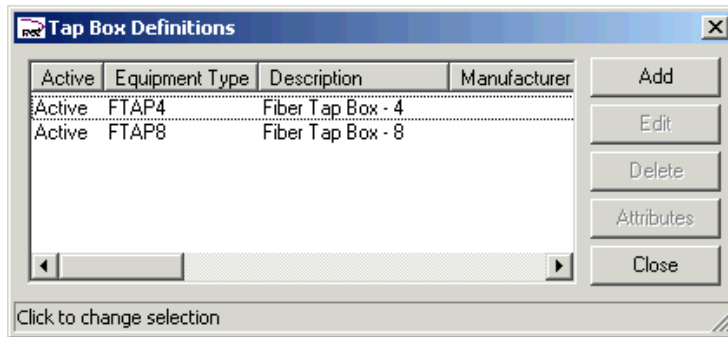 Tap Box Definitions
Active Equipment Type Description Manufacturer
Active FTAP4 Fiber Tap Box - 4
Active FTAP8 Fiber Tap Box - 8
Add
Edit
Delete
Attributes
Close
Click to change selection